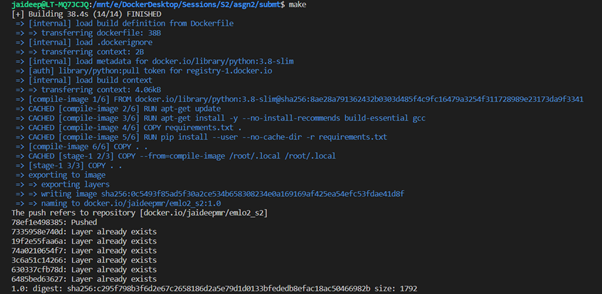 jaideep@LT-MQ7JCJQ:/mnt/e/DockerDesktop/Sessions/S2/asgn2/submt$ make
[+] Building 38.4s (14/14) FINISHED
=> [internal] load build definition from Dockerfile
=> => transferring dockerfile: 38B
=> [internal] load .dockerignore
=> => transferring context: 2B
=> [internal] load metadata for docker.io/library/python:3.8-slim
=> [auth] library/python:pull token for registry-1.docker.io
=> [internal] load build context
=> => transferring context: 4.06kB
=> [compile-image 1/6] FROM docker.io/library/python:3.8-slim@sha256:8ae28a791362432b0303d485f4c9fc16479a3254f311728989e23173da9f3341
=> CACHED [compile-image 2/6] RUN apt-get update
=> CACHED [compile-image 3/6] RUN apt-get install -y --no-install-recommends build-essential gcc
=> CACHED [compile-image 4/6] COPY requirements.txt .
=> CACHED [compile-image 5/6] RUN pip install --user --no-cache-dir -r requirements.txt
=> [compile-image 6/6] COPY . .
=> CACHED [stage-1 2/3] COPY --from=compile-image /root/.local /root/.local
=> [stage-1 3/3] COPY . .
=> exporting to image
=> => exporting layers
=> => writing image sha256:0c5493f85ad5f30a2ce534b658308234e0a169169af425ea54efc53fdae41d8f
=> => naming to docker.io/jaideepmr/emlo2_s2:1.0
The push refers to repository [docker.io/jaideepmr/emlo2_s2]
78ef1e498385: Pushed
7335958e740d: Layer already exists
19f2e55faa6a: Layer already exists
74a0210654f7: Layer already exists
3c6a51c14266: Layer already exists
630337cfb78d: Layer already exists
6485bed63627: Layer already exists
1.0: digest: sha256:c295f798b3f6d2e67c2658186d2a5e79d1d0133bfededb8efac18ac50466982b size: 1792